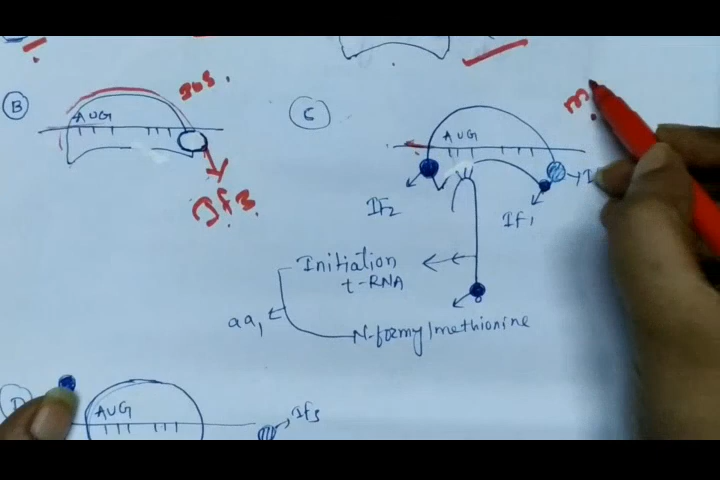 B
AUG
30S.
If3.
C
AUG
m.
IF2
If1
I
Initiation
t-RNA
aa1
N-formylmethionine
D
AUG
If3